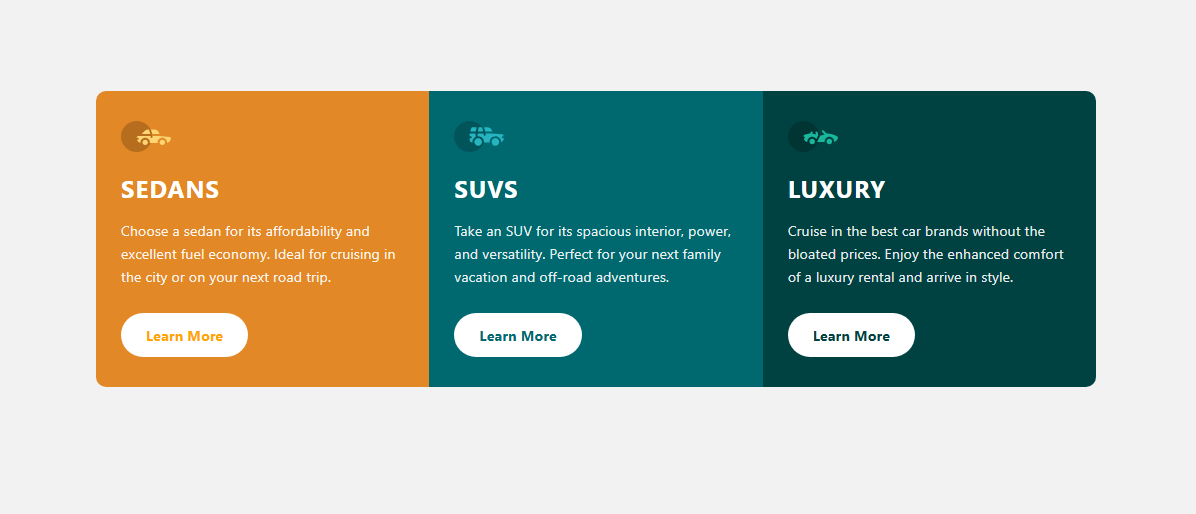 SEDANS
Choose a sedan for its affordability and
excellent fuel economy. Ideal for cruising in
the city or on your next road trip.
Learn More
SUVS
Take an SUV for its spacious interior, power,
and versatility. Perfect for your next family
vacation and off-road adventures.
Learn More
LUXURY
Cruise in the best car brands without the
bloated prices. Enjoy the enhanced comfort
of a luxury rental and arrive in style.
Learn More